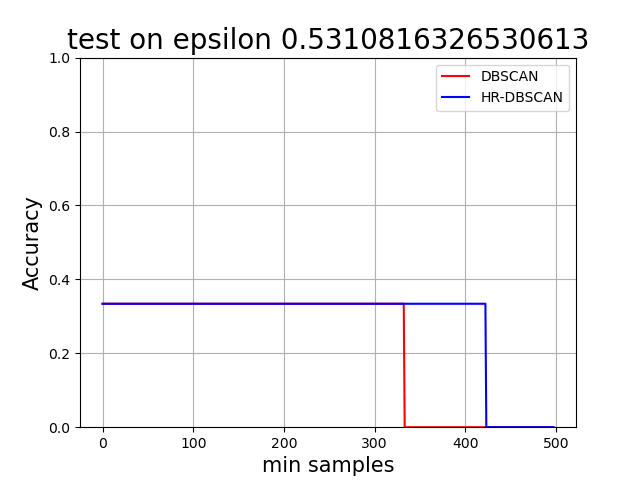 test on epsilon 0.5310816326530613
DBSCAN
HR-DBSCAN
1.0
0.8
0.6
0.4
0.2
0.0
Accuracy
0 100 200 300 400 500
min samples